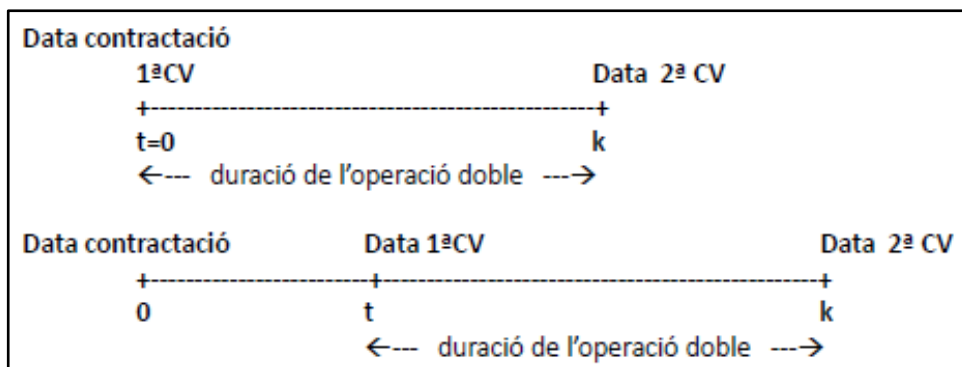 Data contractació
1ªCV Data 2ª CV
+---------------------------------------------------+
t=0 k
←--- duració de l'operació doble ---→
Data contractació Data 1ªCV Data 2ª CV
+-------------------------+--------------------------------------------------+
0 t k
←--- duració de l'operació doble ---→